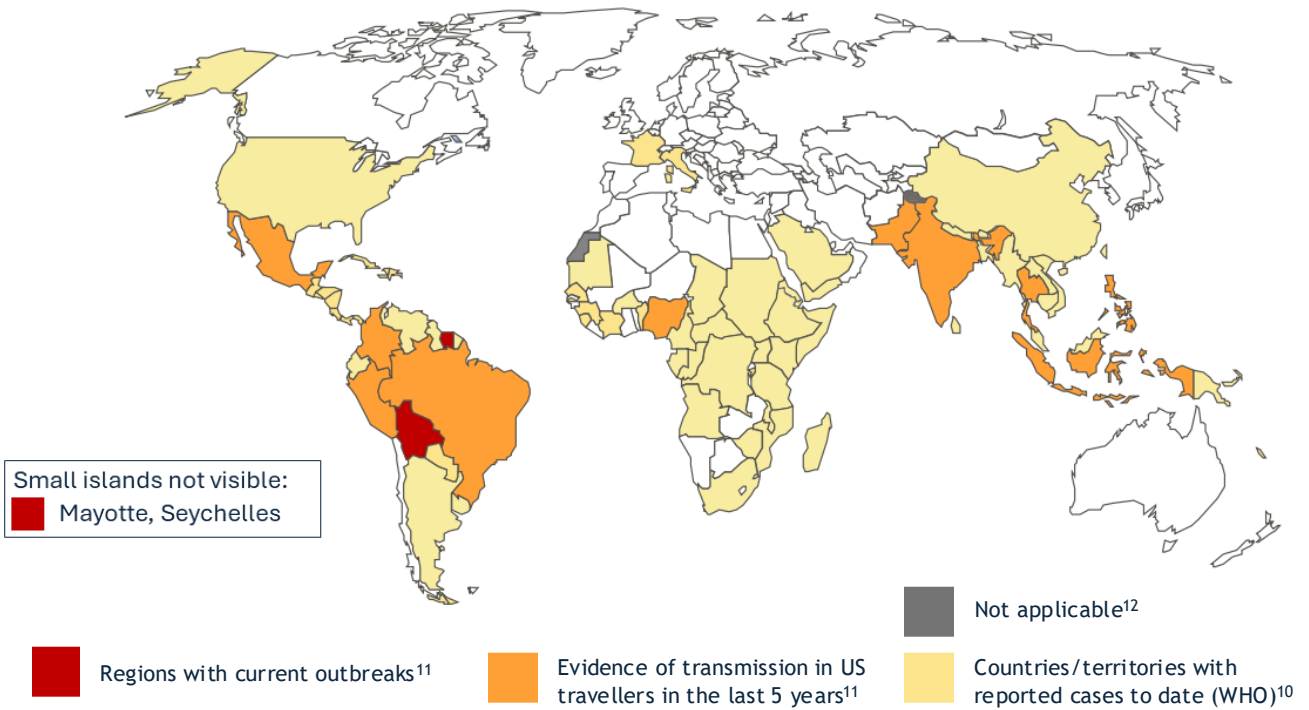 Small islands not visible:
Mayotte, Seychelles
Not applicable¹²
Regions with current outbreaks¹¹
Evidence of transmission in US
travellers in the last 5 years¹¹
Countries/territories with
reported cases to date (WHO)¹⁰